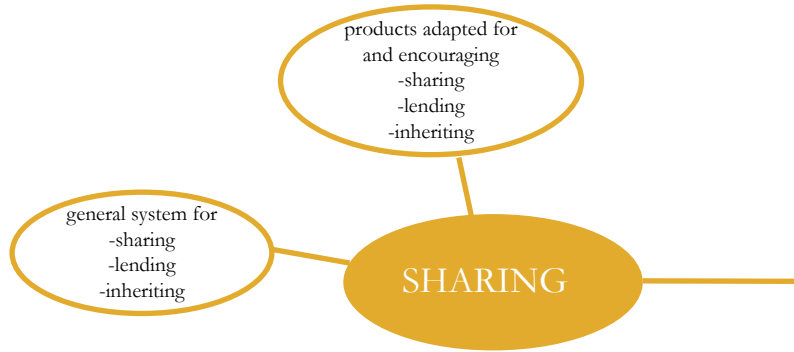 products adapted for
and encouraging
-sharing
-lending
-inheriting
general system for
-sharing
-lending
-inheriting
SHARING